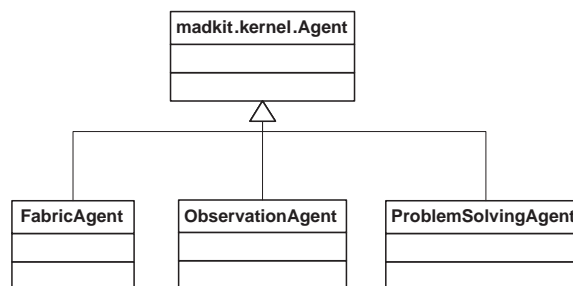 madkit.kernel.Agent
FabricAgent
ObservationAgent
ProblemSolvingAgent